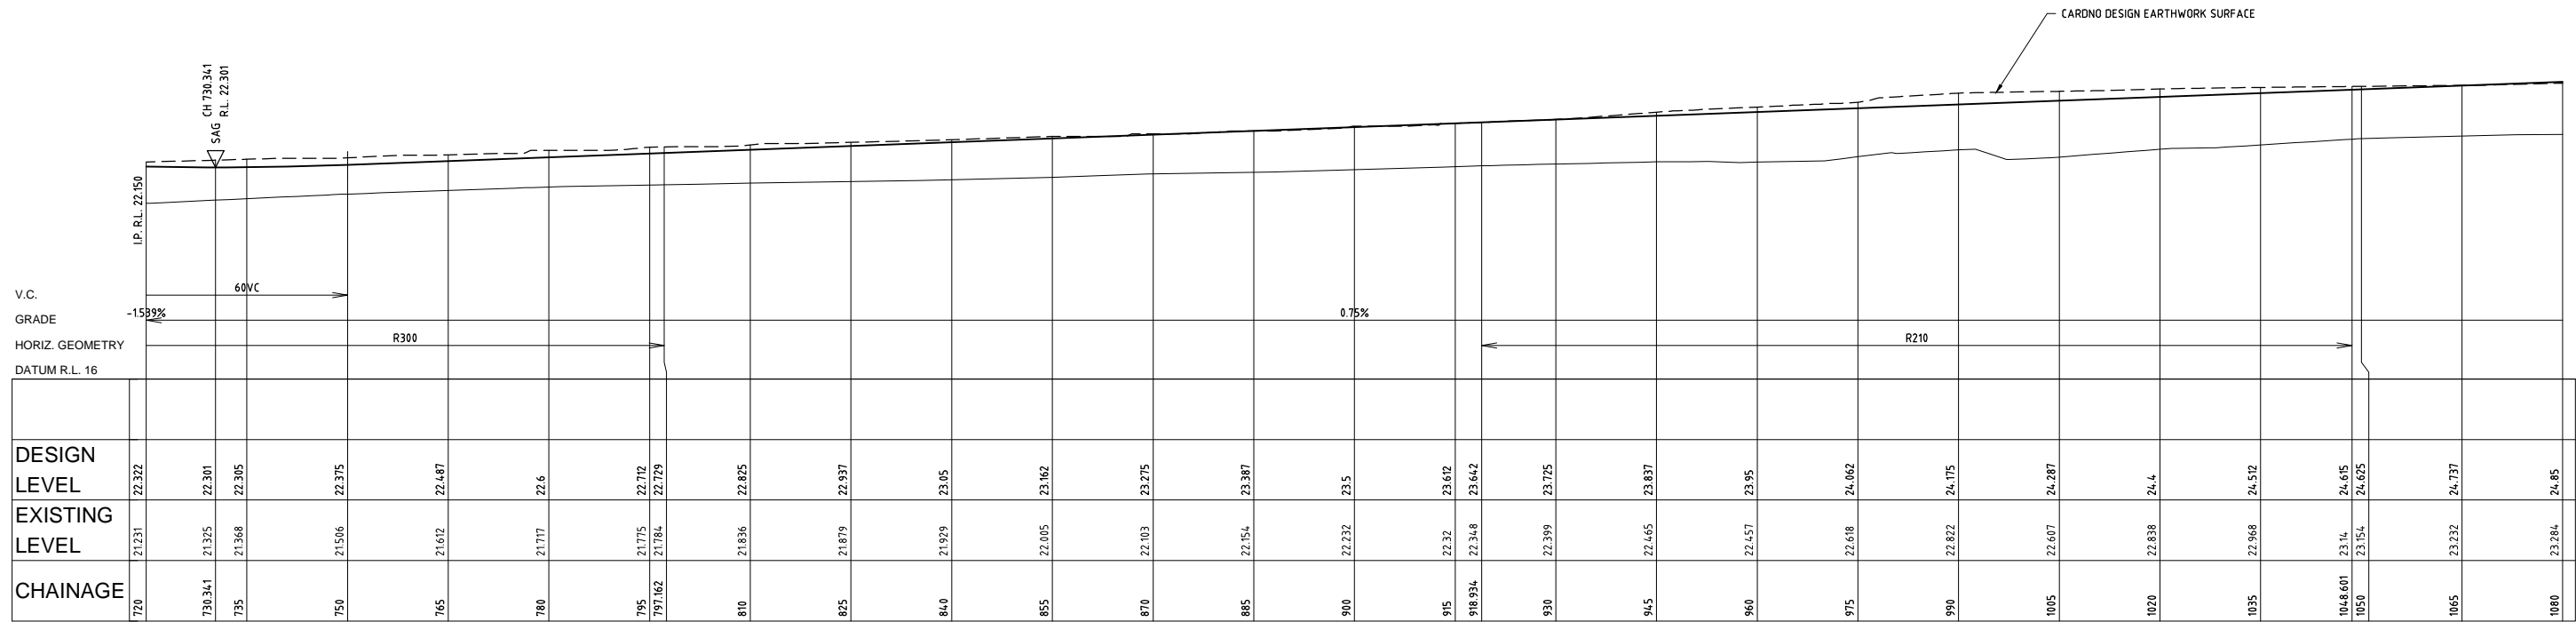 CARDNO DESIGN EARTHWORK SURFACE
SAG CH 730.341
R.L. 22.301
I.P. R.L. 22.150
V.C. 60VC
GRADE -1.539% 0.75%
HORIZ. GEOMETRY R300 R210
DATUM R.L. 16
DESIGN LEVEL 22.322 22.301 22.305 22.375 22.487 22.6 22.712 22.729 22.825 22.937 23.05 23.162 23.275 23.387 23.5 23.612 23.642 23.725 23.837 23.95 24.062 24.175 24.287 24.4 24.512 24.615 24.625 24.737 24.85
EXISTING LEVEL 21.231 21.325 21.368 21.506 21.612 21.717 21.775 21.784 21.836 21.879 21.929 22.005 22.103 22.154 22.232 22.32 22.348 22.399 22.465 22.457 22.618 22.822 22.607 22.838 22.968 23.14 23.154 23.232 23.284
CHAINAGE 720 730.341 735 750 765 780 795 797.162 810 825 840 855 870 885 900 915 918.934 930 945 960 975 990 1005 1020 1035 1048.601 1050 1065 1080